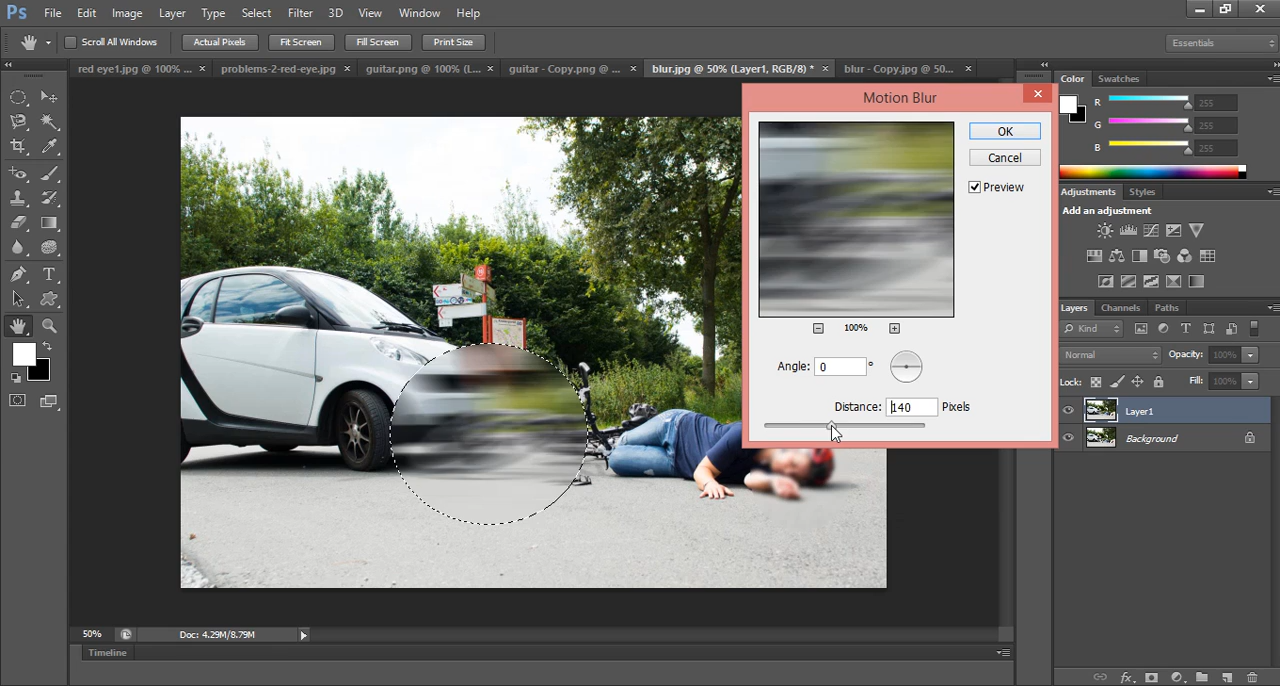 Ps File Edit Image Layer Type Select Filter 3D View Window Help
Scroll All Windows Actual Pixels Fit Screen Fill Screen Print Size Essentials
red eye1.jpg @ 100% ... × problems-2-red-eye.jpg × guitar.png @ 100% (L... × guitar - Copy.png @ ... × blur.jpg @ 50% (Layer1, RGB/8) * × blur - Copy.jpg @ 50... ×
Motion Blur
OK
Cancel
Preview
100%
Angle: 0 °
Distance: 140 Pixels
Color Swatches
R 255
G 255
B 255
Adjustments Styles
Add an adjustment
Layers Channels Paths
Kind
Normal Opacity: 100%
Lock: Fill: 100%
Layer1
Background
50% Doc: 4.29M/8.79M
Timeline
fx